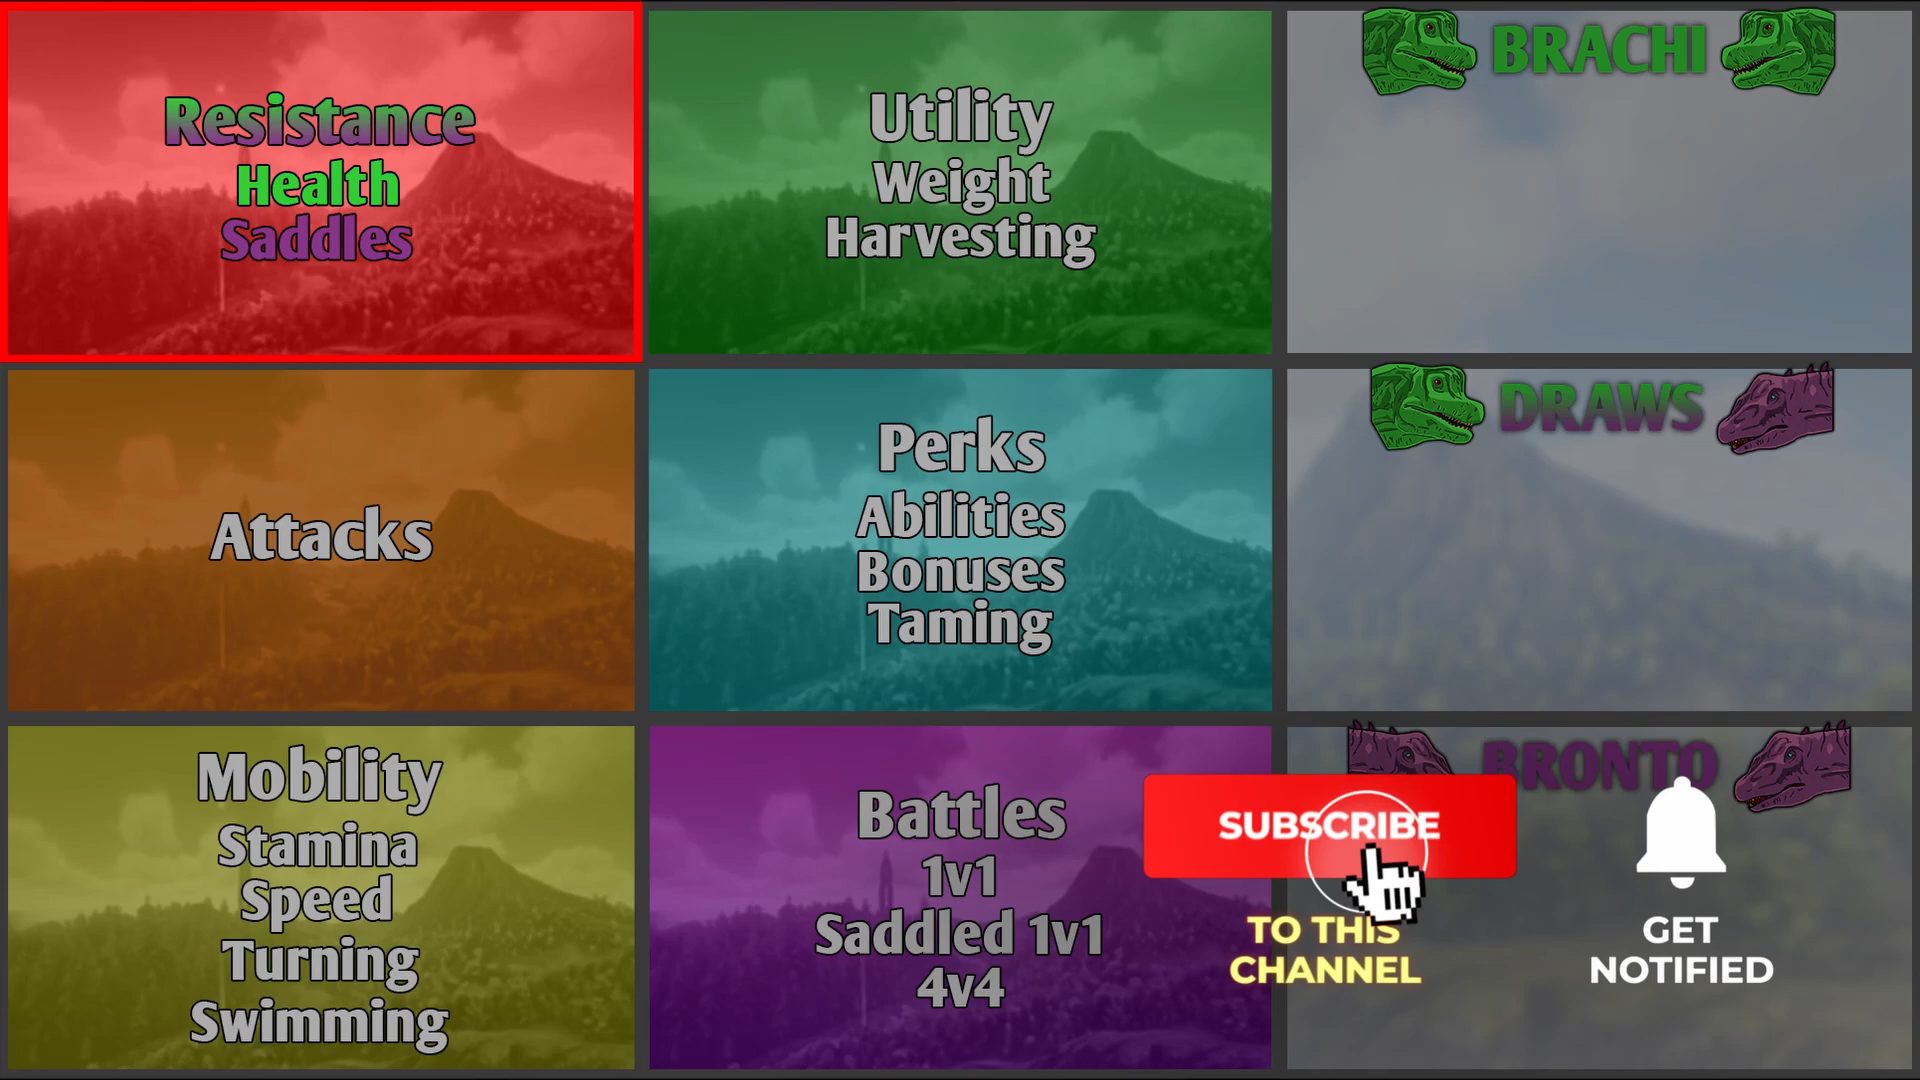 Resistance
Health
Saddles
Utility
Weight
Harvesting
BRACHI
Attacks
Perks
Abilities
Bonuses
Taming
DRAWS
Mobility
Stamina
Speed
Turning
Swimming
Battles
1v1
Saddled 1v1
4v4
BRONTO
SUBSCRIBE
TO THIS
CHANNEL
GET
NOTIFIED